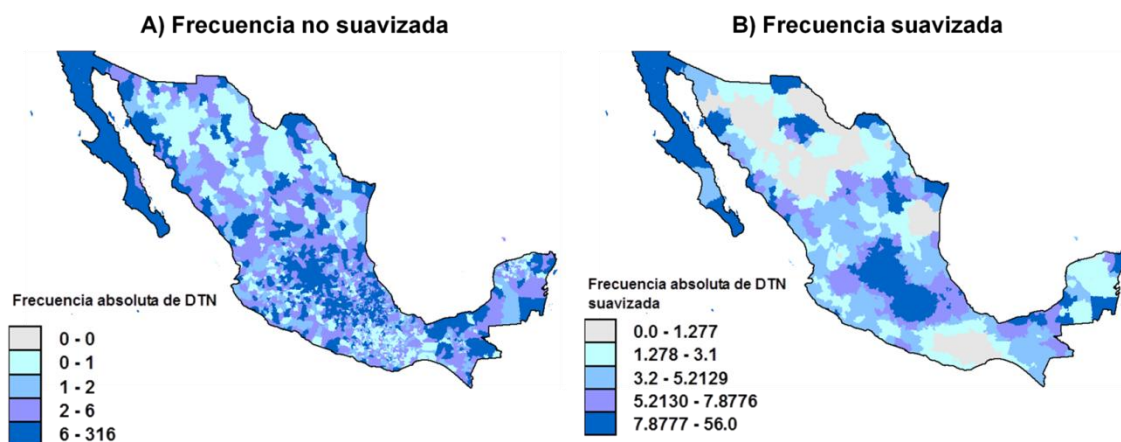 A) Frecuencia no suavizada
Frecuencia absoluta de DTN
0 - 0
0 - 1
1 - 2
2 - 6
6 - 316
B) Frecuencia suavizada
Frecuencia absoluta de DTN
suavizada
0.0 - 1.277
1.278 - 3.1
3.2 - 5.2129
5.2130 - 7.8776
7.8777 - 56.0